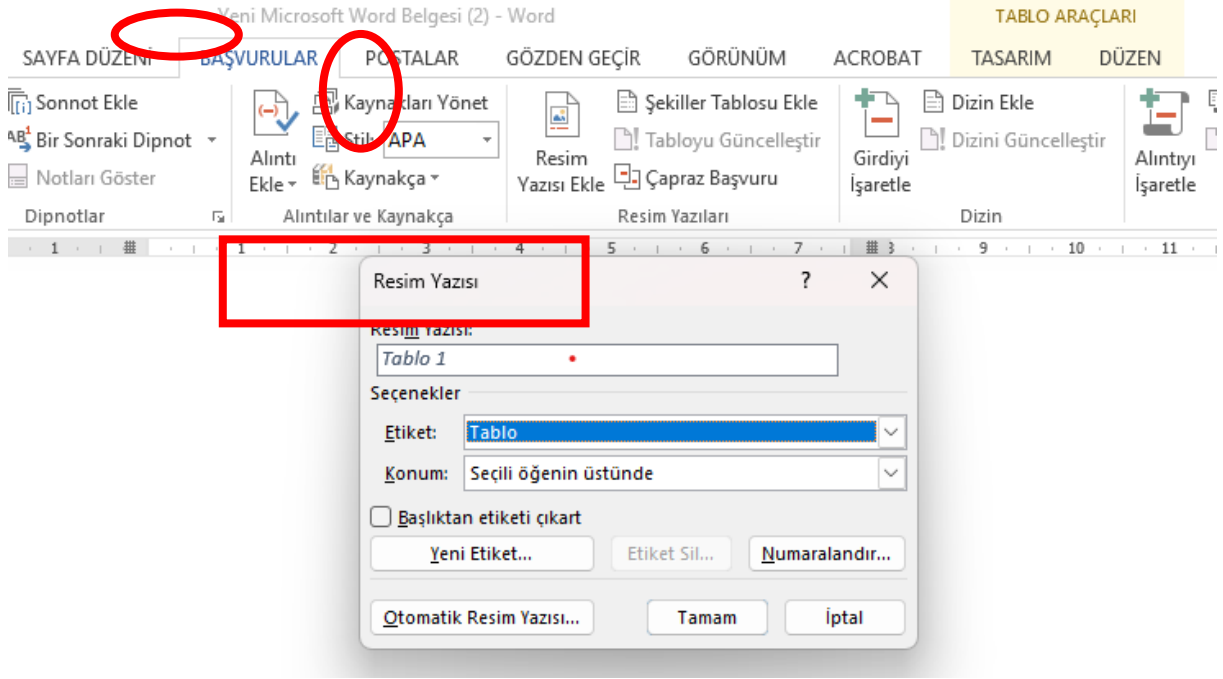 Yeni Microsoft Word Belgesi (2) - Word
TABLO ARAÇLARI
SAYFA DÜZENİ BAŞVURULAR POSTALAR GÖZDEN GEÇİR GÖRÜNÜM ACROBAT TASARIM DÜZEN
Sonnot Ekle
Bir Sonraki Dipnot
Notları Göster
Dipnotlar
Alıntı
Ekle
Kaynakları Yönet
Stil: APA
Kaynakça
Alıntılar ve Kaynakça
Resim
Yazısı Ekle
Şekiller Tablosu Ekle
Tabloyu Güncelleştir
Çapraz Başvuru
Resim Yazıları
Girdiyi
İşaretle
Dizin Ekle
Dizini Güncelleştir
Dizin
Alıntıyı
İşaretle
1 1 2 3 4 5 6 7 8 9 10 11
Resim Yazısı ?
Resim Yazısı:
Tablo 1
Seçenekler
Etiket: Tablo
Konum: Seçili öğenin üstünde
Başlıktan etiketi çıkart
Yeni Etiket... Etiket Sil... Numaralandır...
Otomatik Resim Yazısı... Tamam İptal